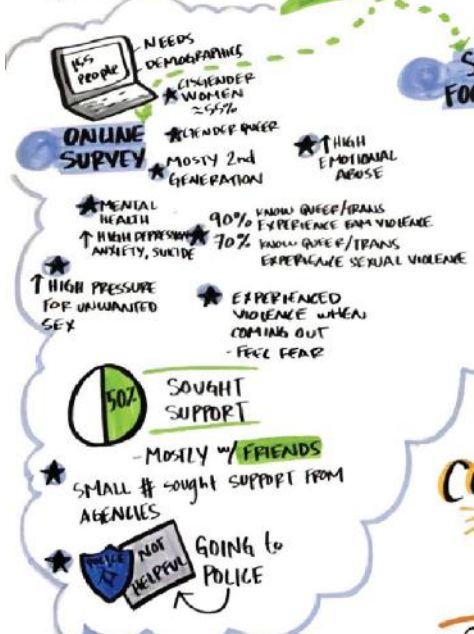 155
people
NEEDS
DEMOGRAPHICS
CISGENDER
WOMEN
≈55%
GENDER QUEER
MOSTY 2nd
GENERATION
ONLINE
SURVEY
↑ HIGH
EMOTIONAL
ABUSE
MENTAL
HEALTH
↑ HIGH DEPRESSION
ANXIETY, SUICIDE
90% KNOW QUEER/TRANS
EXPERIENCE FAM VIOLENCE
70% KNOW QUEER/TRANS
EXPERIENCE SEXUAL VIOLENCE
↑ HIGH PRESSURE
FOR UNWANTED
SEX
EXPERIENCED
VIOLENCE WHEN
COMING OUT
- FEEL FEAR
50%
SOUGHT
SUPPORT
- MOSTLY w/ FRIENDS
SMALL # sought SUPPORT FROM
AGENCIES
POLICE
NOT
HELPFUL
GOING to
POLICE